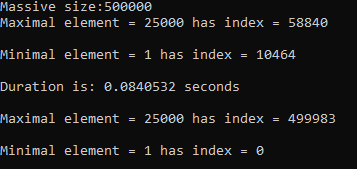 Massive size:500000
Maximal element = 25000 has index = 58840
Minimal element = 1 has index = 10464
Duration is: 0.0840532 seconds
Maximal element = 25000 has index = 499983
Minimal element = 1 has index = 0